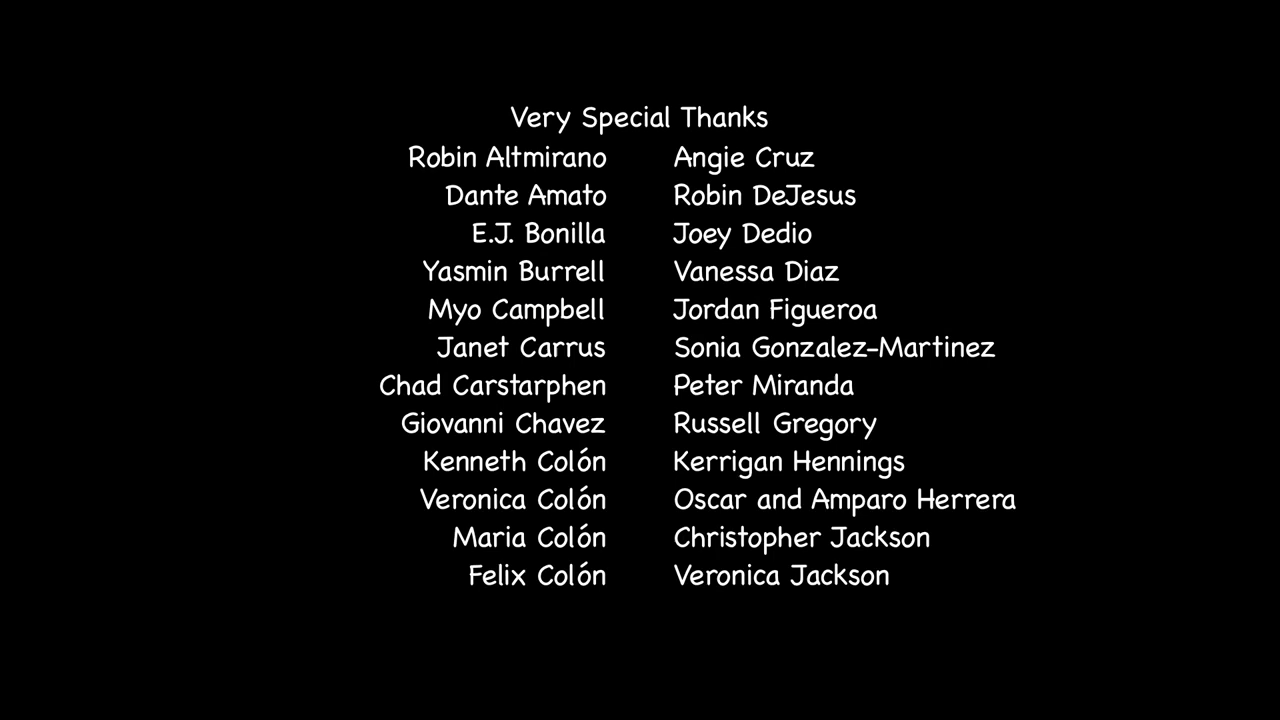 Very Special Thanks
Robin Altmirano Angie Cruz
Dante Amato Robin DeJesus
E.J. Bonilla Joey Dedio
Yasmin Burrell Vanessa Diaz
Myo Campbell Jordan Figueroa
Janet Carrus Sonia Gonzalez-Martinez
Chad Carstarphen Peter Miranda
Giovanni Chavez Russell Gregory
Kenneth Colón Kerrigan Hennings
Veronica Colón Oscar and Amparo Herrera
Maria Colón Christopher Jackson
Felix Colón Veronica Jackson